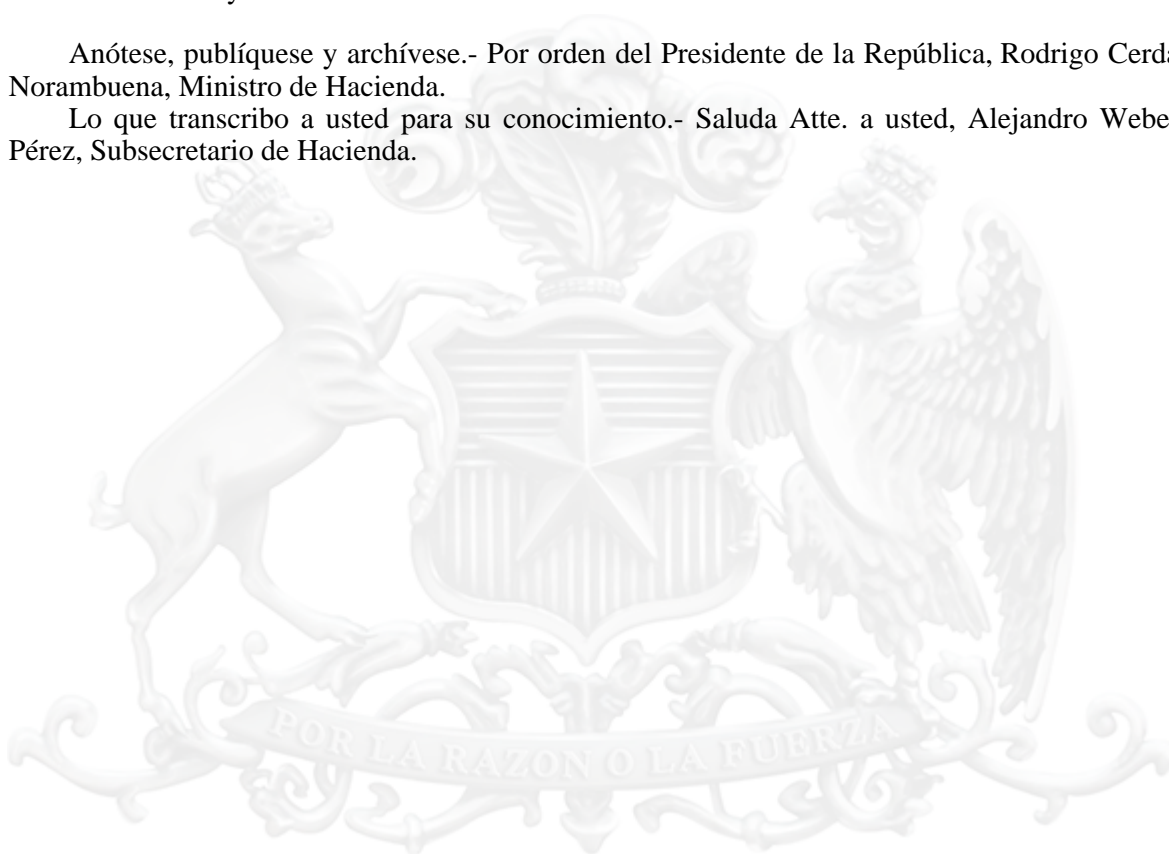 Anótese, publíquese y archívese.- Por orden del Presidente de la República, Rodrigo Cerda
Norambuena, Ministro de Hacienda.
Lo que transcribo a usted para su conocimiento.- Saluda Atte. a usted, Alejandro Webe
Pérez, Subsecretario de Hacienda.
POR LA RAZON O LA FUERZA